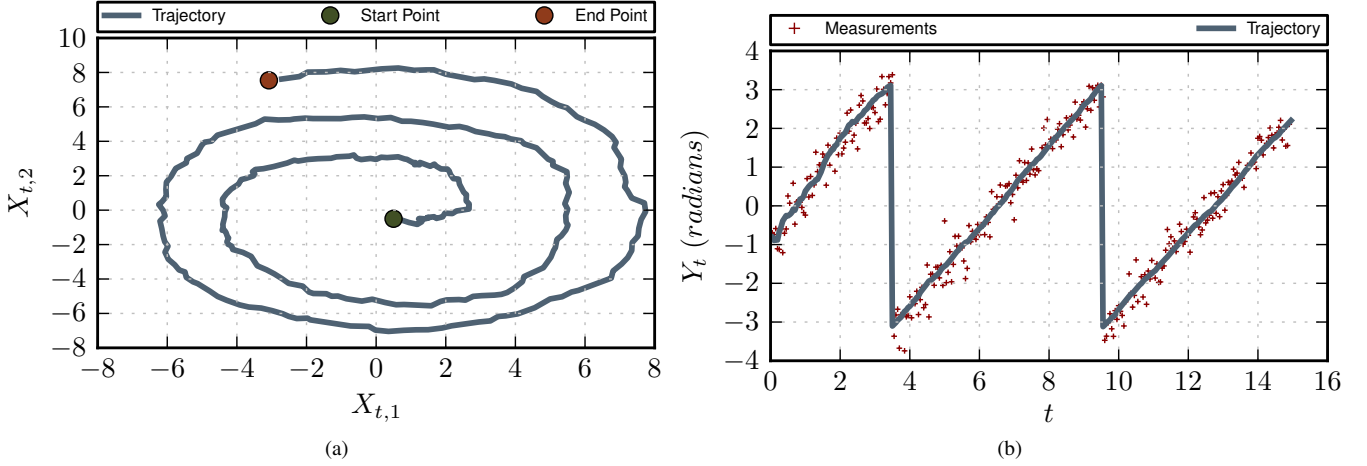 Trajectory Start Point End Point
10
8
6
4
2
0
−2
−4
−6
−8
−8 −6 −4 −2 0 2 4 6 8
X_{t,2}
X_{t,1}
(a)
Measurements Trajectory
4
3
2
1
0
−1
−2
−3
−4
0 2 4 6 8 10 12 14 16
Y_t (radians)
t
(b)